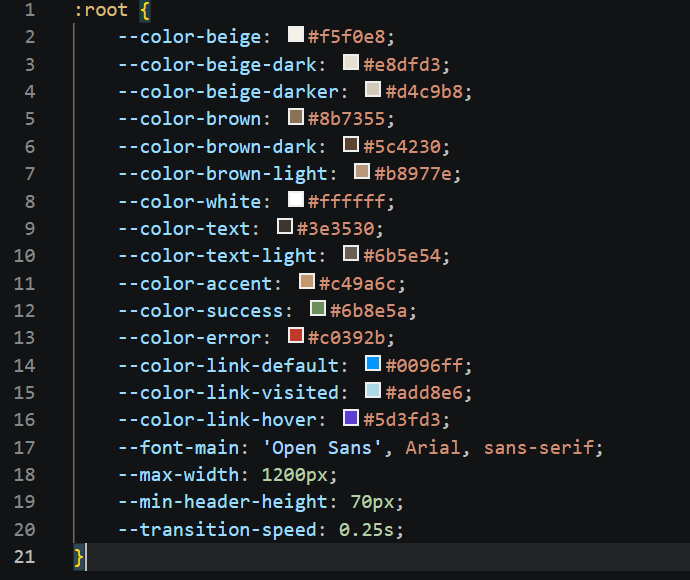 1 :root {
2 --color-beige: #f5f0e8;
3 --color-beige-dark: #e8dfd3;
4 --color-beige-darker: #d4c9b8;
5 --color-brown: #8b7355;
6 --color-brown-dark: #5c4230;
7 --color-brown-light: #b8977e;
8 --color-white: #ffffff;
9 --color-text: #3e3530;
10 --color-text-light: #6b5e54;
11 --color-accent: #c49a6c;
12 --color-success: #6b8e5a;
13 --color-error: #c0392b;
14 --color-link-default: #0096ff;
15 --color-link-visited: #add8e6;
16 --color-link-hover: #5d3fd3;
17 --font-main: 'Open Sans', Arial, sans-serif;
18 --max-width: 1200px;
19 --min-header-height: 70px;
20 --transition-speed: 0.25s;
21 }